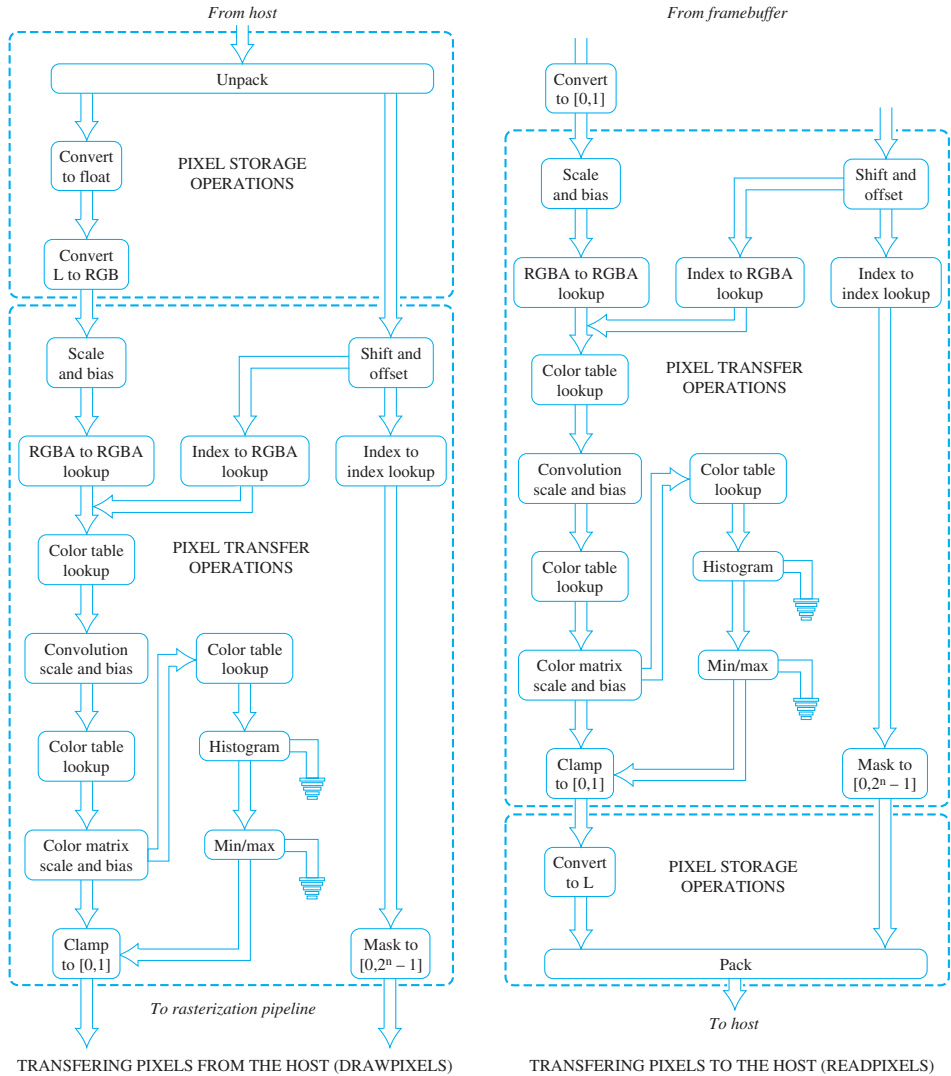 From host
Unpack
Convert
to float
PIXEL STORAGE
OPERATIONS
Convert
L to RGB
Scale
and bias
Shift and
offset
RGBA to RGBA
lookup
Index to RGBA
lookup
Index to
index lookup
Color table
lookup
PIXEL TRANSFER
OPERATIONS
Convolution
scale and bias
Color table
lookup
Color table
lookup
Histogram
Color matrix
scale and bias
Min/max
Clamp
to [0,1]
Mask to
[0,2ⁿ – 1]
To rasterization pipeline
TRANSFERING PIXELS FROM THE HOST (DRAWPIXELS)
From framebuffer
Convert
to [0,1]
Scale
and bias
Shift and
offset
RGBA to RGBA
lookup
Index to RGBA
lookup
Index to
index lookup
Color table
lookup
PIXEL TRANSFER
OPERATIONS
Convolution
scale and bias
Color table
lookup
Color table
lookup
Histogram
Color matrix
scale and bias
Min/max
Clamp
to [0,1]
Mask to
[0,2ⁿ – 1]
Convert
to L
PIXEL STORAGE
OPERATIONS
Pack
To host
TRANSFERING PIXELS TO THE HOST (READPIXELS)